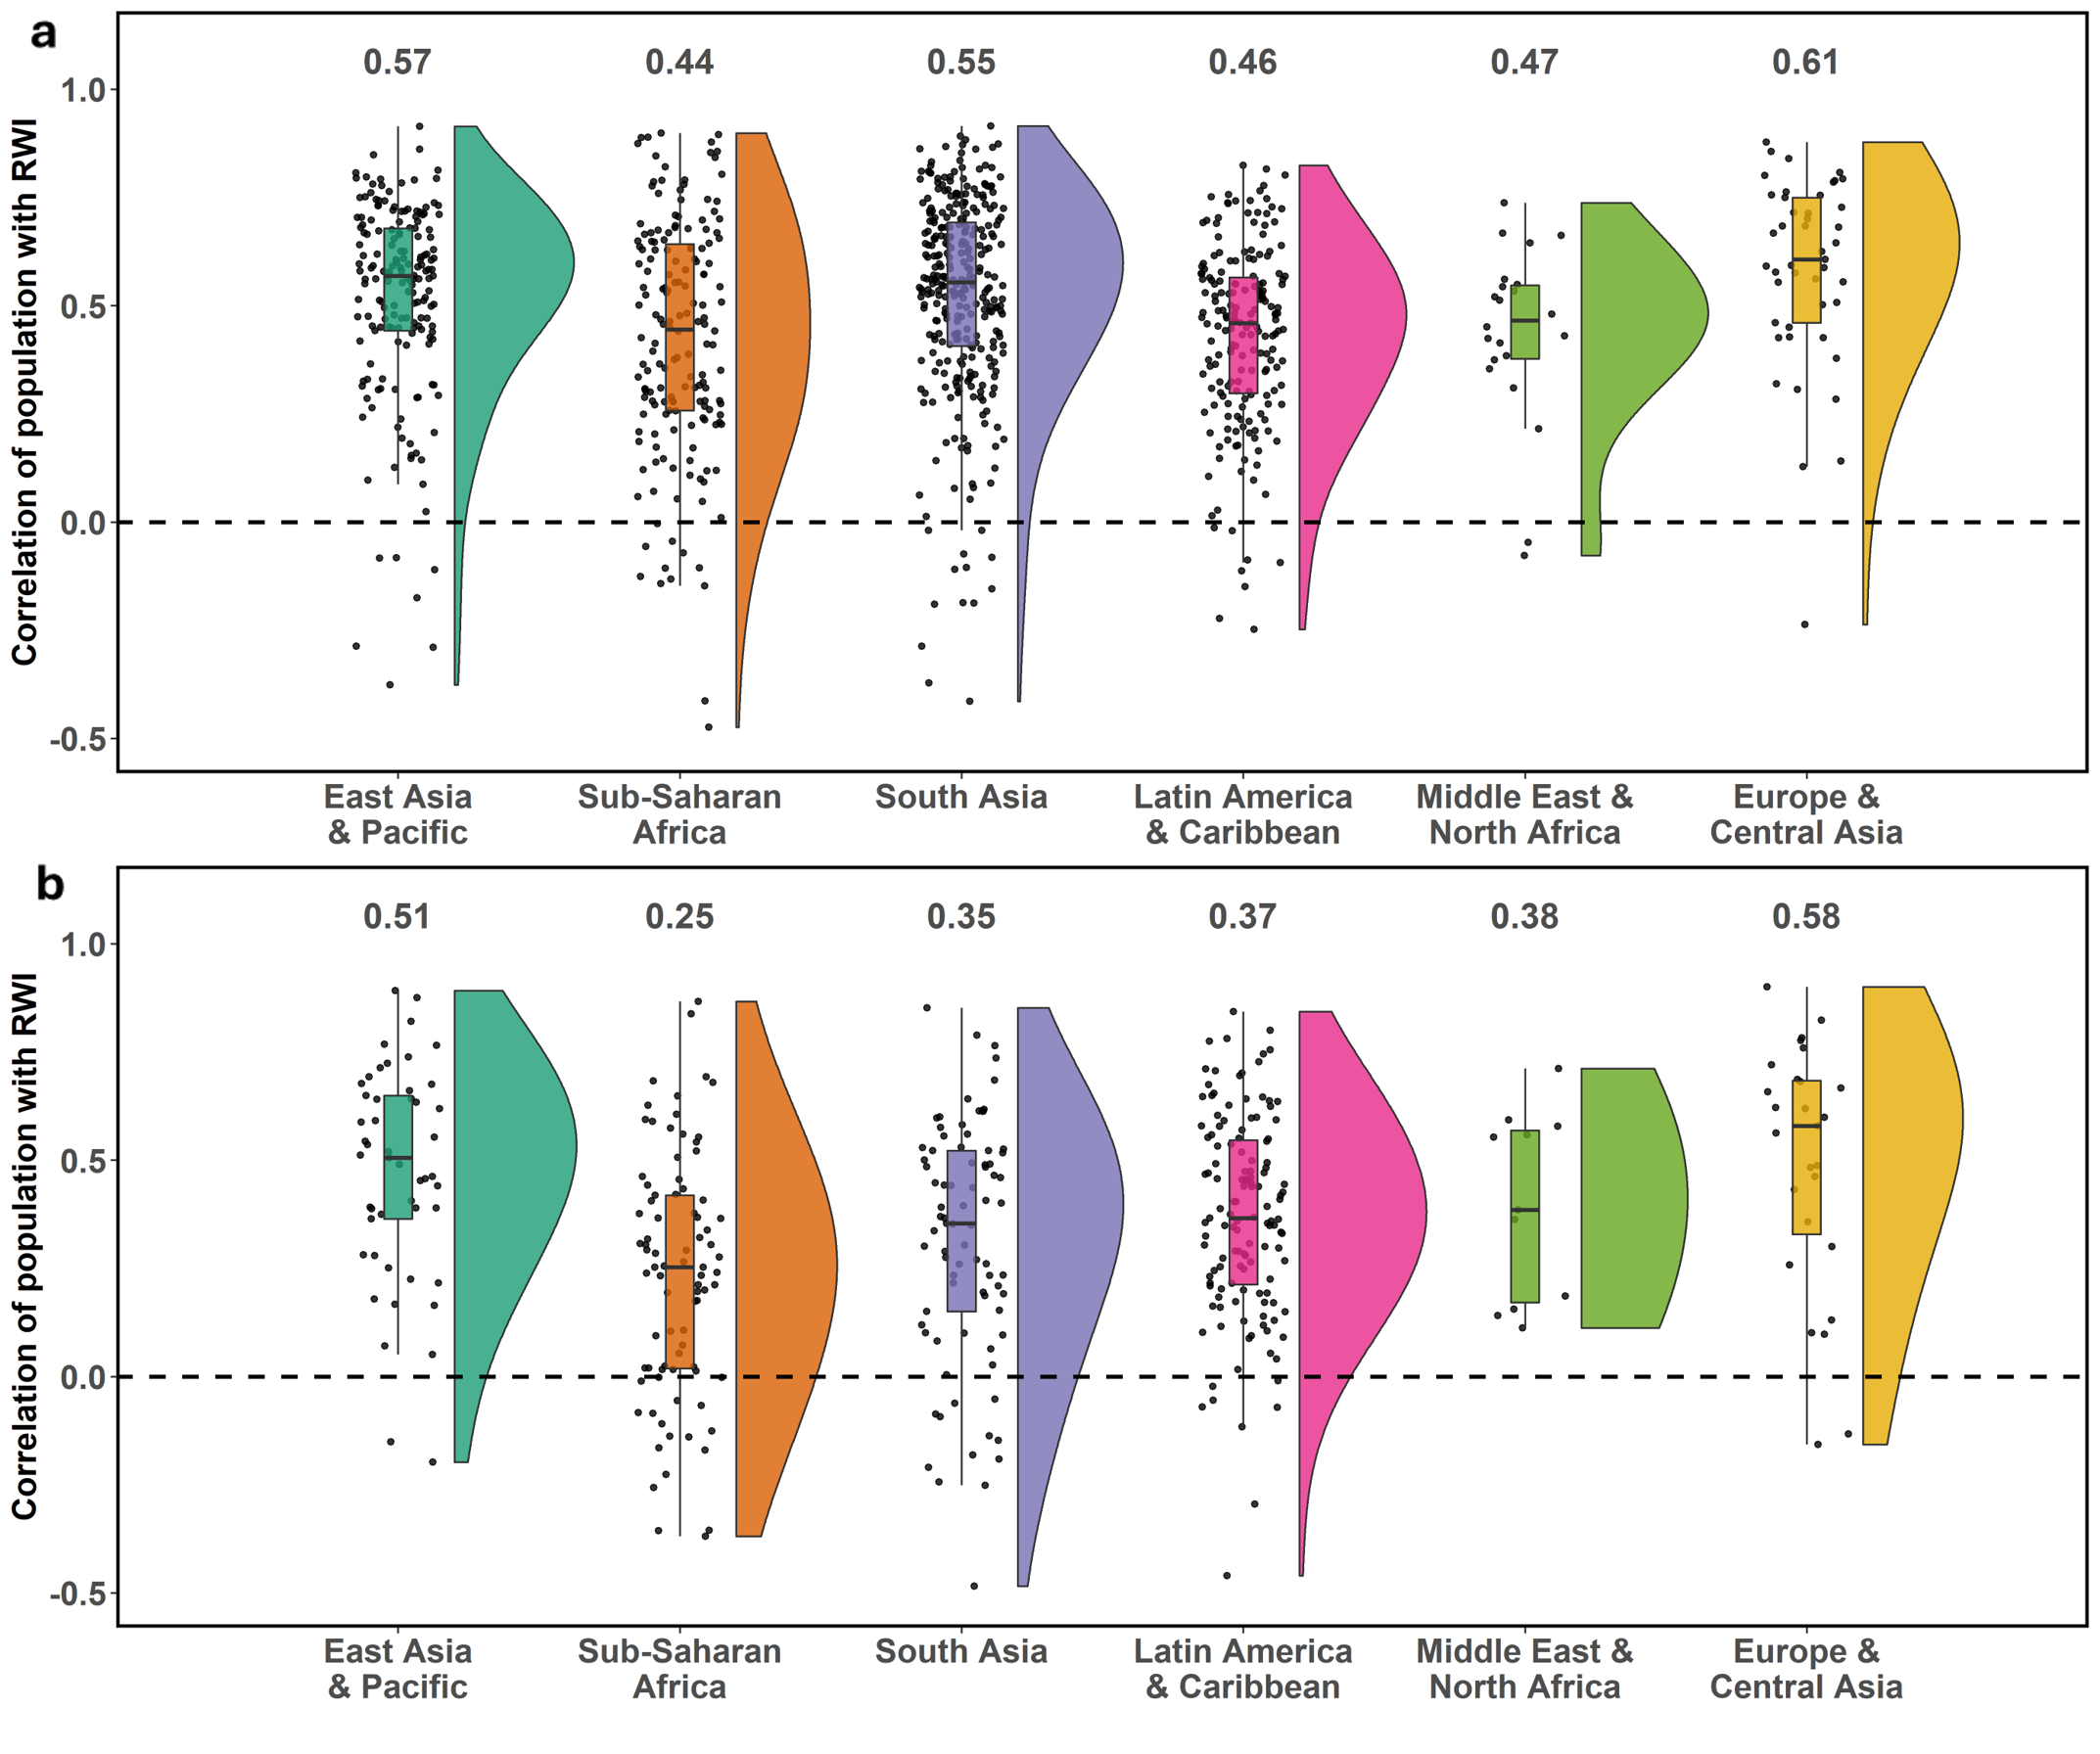 a
0.57 0.44 0.55 0.46 0.47 0.61
Correlation of population with RWI
1.0
0.5
0.0
-0.5
East Asia Sub-Saharan South Asia Latin America Middle East & Europe &
& Pacific Africa & Caribbean North Africa Central Asia
b
0.51 0.25 0.35 0.37 0.38 0.58
Correlation of population with RWI
1.0
0.5
0.0
-0.5
East Asia Sub-Saharan South Asia Latin America Middle East & Europe &
& Pacific Africa & Caribbean North Africa Central Asia